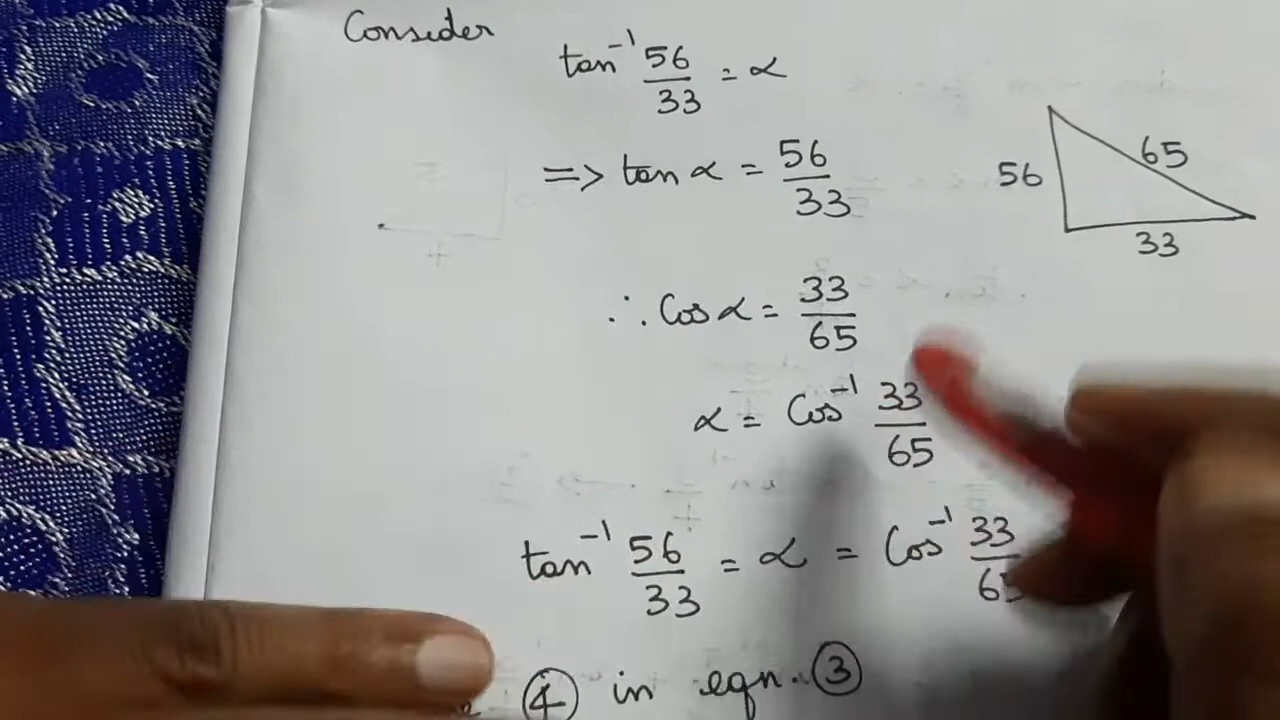 Consider
tan⁻¹ 56/33 = α
=> tan α = 56/33
56
65
33
∴ Cos α = 33/65
α = Cos⁻¹ 33/65
tan⁻¹ 56/33 = α = Cos⁻¹ 33/65
④ in eqn. ③